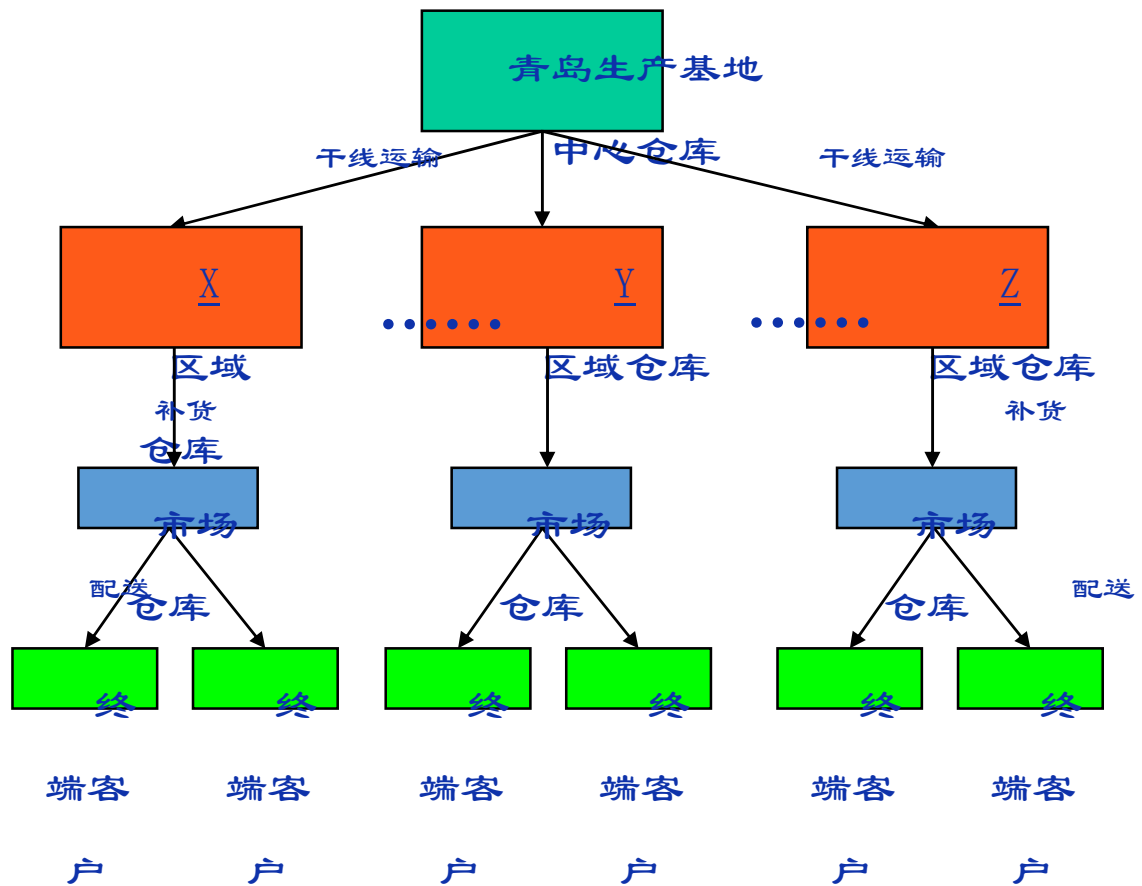 青岛生产基地
干线运输
中心仓库
干线运输
X
Y
Z
••••••
••••••
区域
区域仓库
区域仓库
补货
补货
仓库
市场
市场
市场
配送
配送
仓库
仓库
仓库
终
终
终
终
终
终
端客
端客
端客
端客
端客
端客
户
户
户
户
户
户